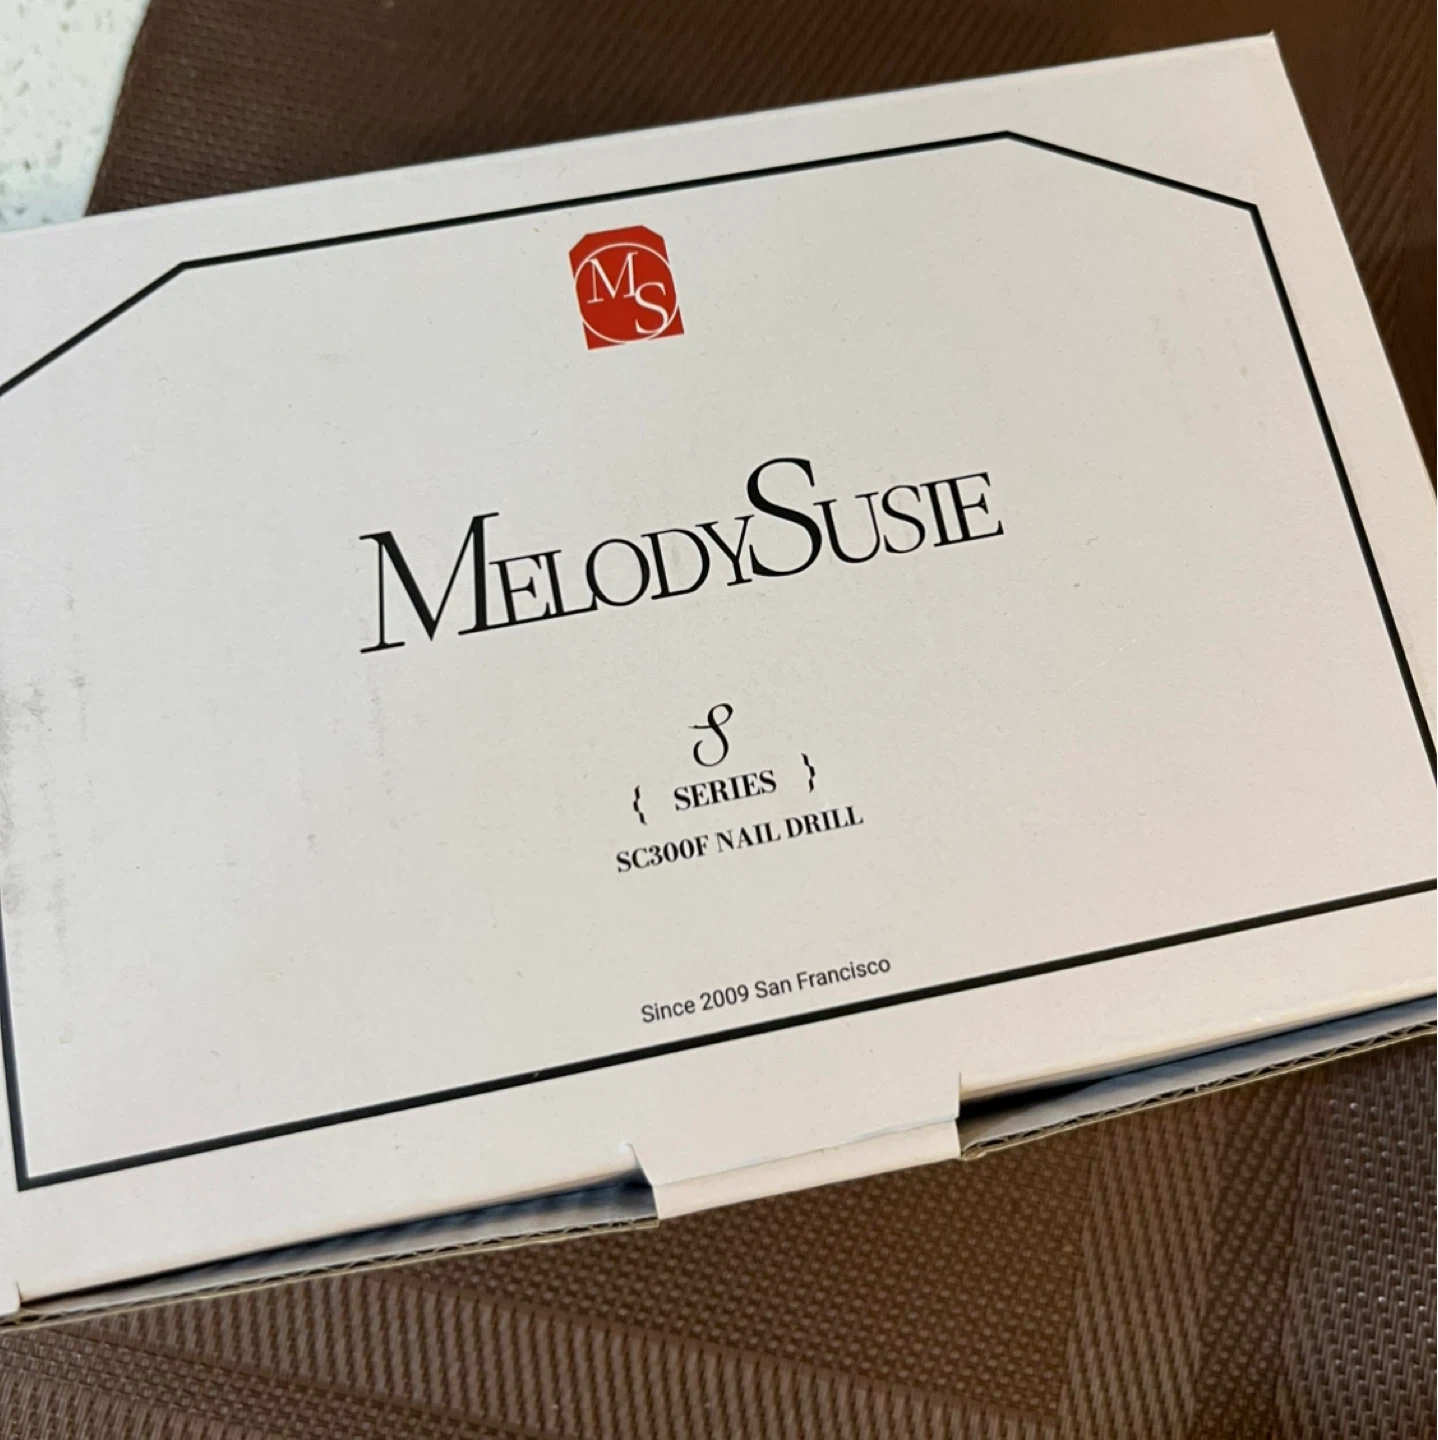 MS
MELODYSUSIE
S
{ SERIES }
SC300F NAIL DRILL
Since 2009 San Francisco